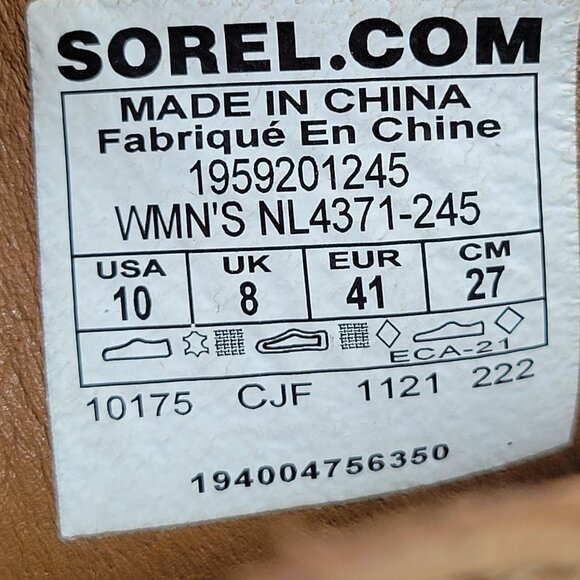 SOREL.COM
MADE IN CHINA
Fabriqué En Chine
1959201245
WMN'S NL4371-245
USA UK EUR CM
10 8 41 27
ECA-21
10175 CJF 1121 222
194004756350